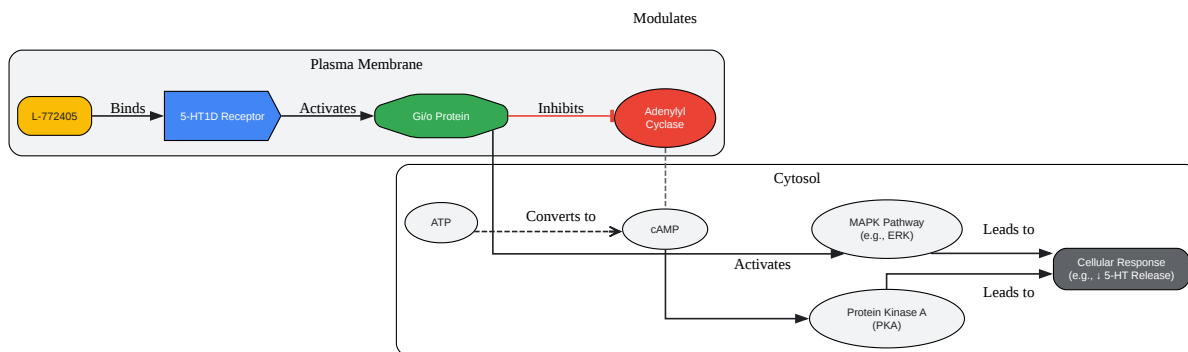 Modulates
Plasma Membrane
L-772405
Binds
5-HT1D Receptor
Activates
Gi/o Protein
Inhibits
Adenylyl
Cyclase
Cytosol
ATP
Converts to
cAMP
MAPK Pathway
(e.g., ERK)
Leads to
Activates
Cellular Response
(e.g., ↓ 5-HT Release)
Leads to
Protein Kinase A
(PKA)